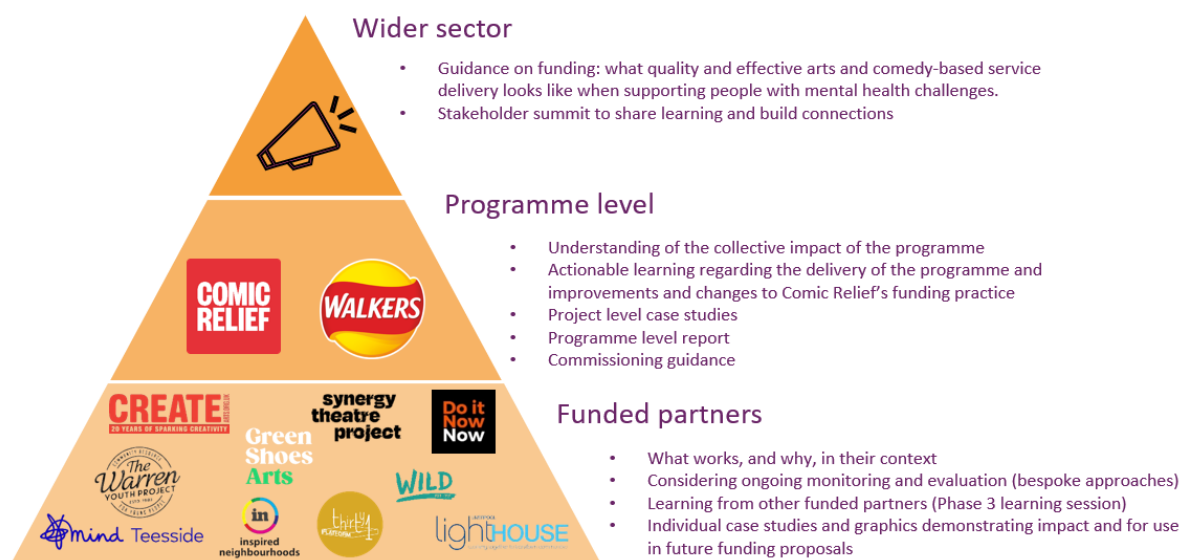 Wider sector
• Guidance on funding: what quality and effective arts and comedy-based service
delivery looks like when supporting people with mental health challenges.
• Stakeholder summit to share learning and build connections
Programme level
• Understanding of the collective impact of the programme
• Actionable learning regarding the delivery of the programme and
improvements and changes to Comic Relief’s funding practice
• Project level case studies
• Programme level report
• Commissioning guidance
COMIC
RELIEF
WALKERS
Funded partners
• What works, and why, in their context
• Considering ongoing monitoring and evaluation (bespoke approaches)
• Learning from other funded partners (Phase 3 learning session)
• Individual case studies and graphics demonstrating impact and for use
in future funding proposals
CREATE
20 YEARS OF SPARKING CREATIVITY
synergy
theatre
project
Do it
Now
Now
Green
Shoes
Arts
The
Warren
YOUTH PROJECT
FOR YOUNG PEOPLE
WILD
mind Teesside
in
inspired
neighbourhoods
thirty
PLATFORM
lightHOUSE